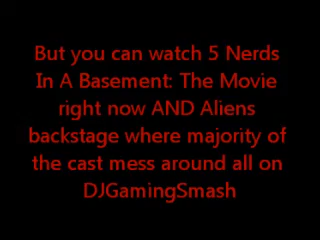 But you can watch 5 Nerds
In A Basement: The Movie
right now AND Aliens
backstage where majority of
the cast mess around all on
DJGamingSmash